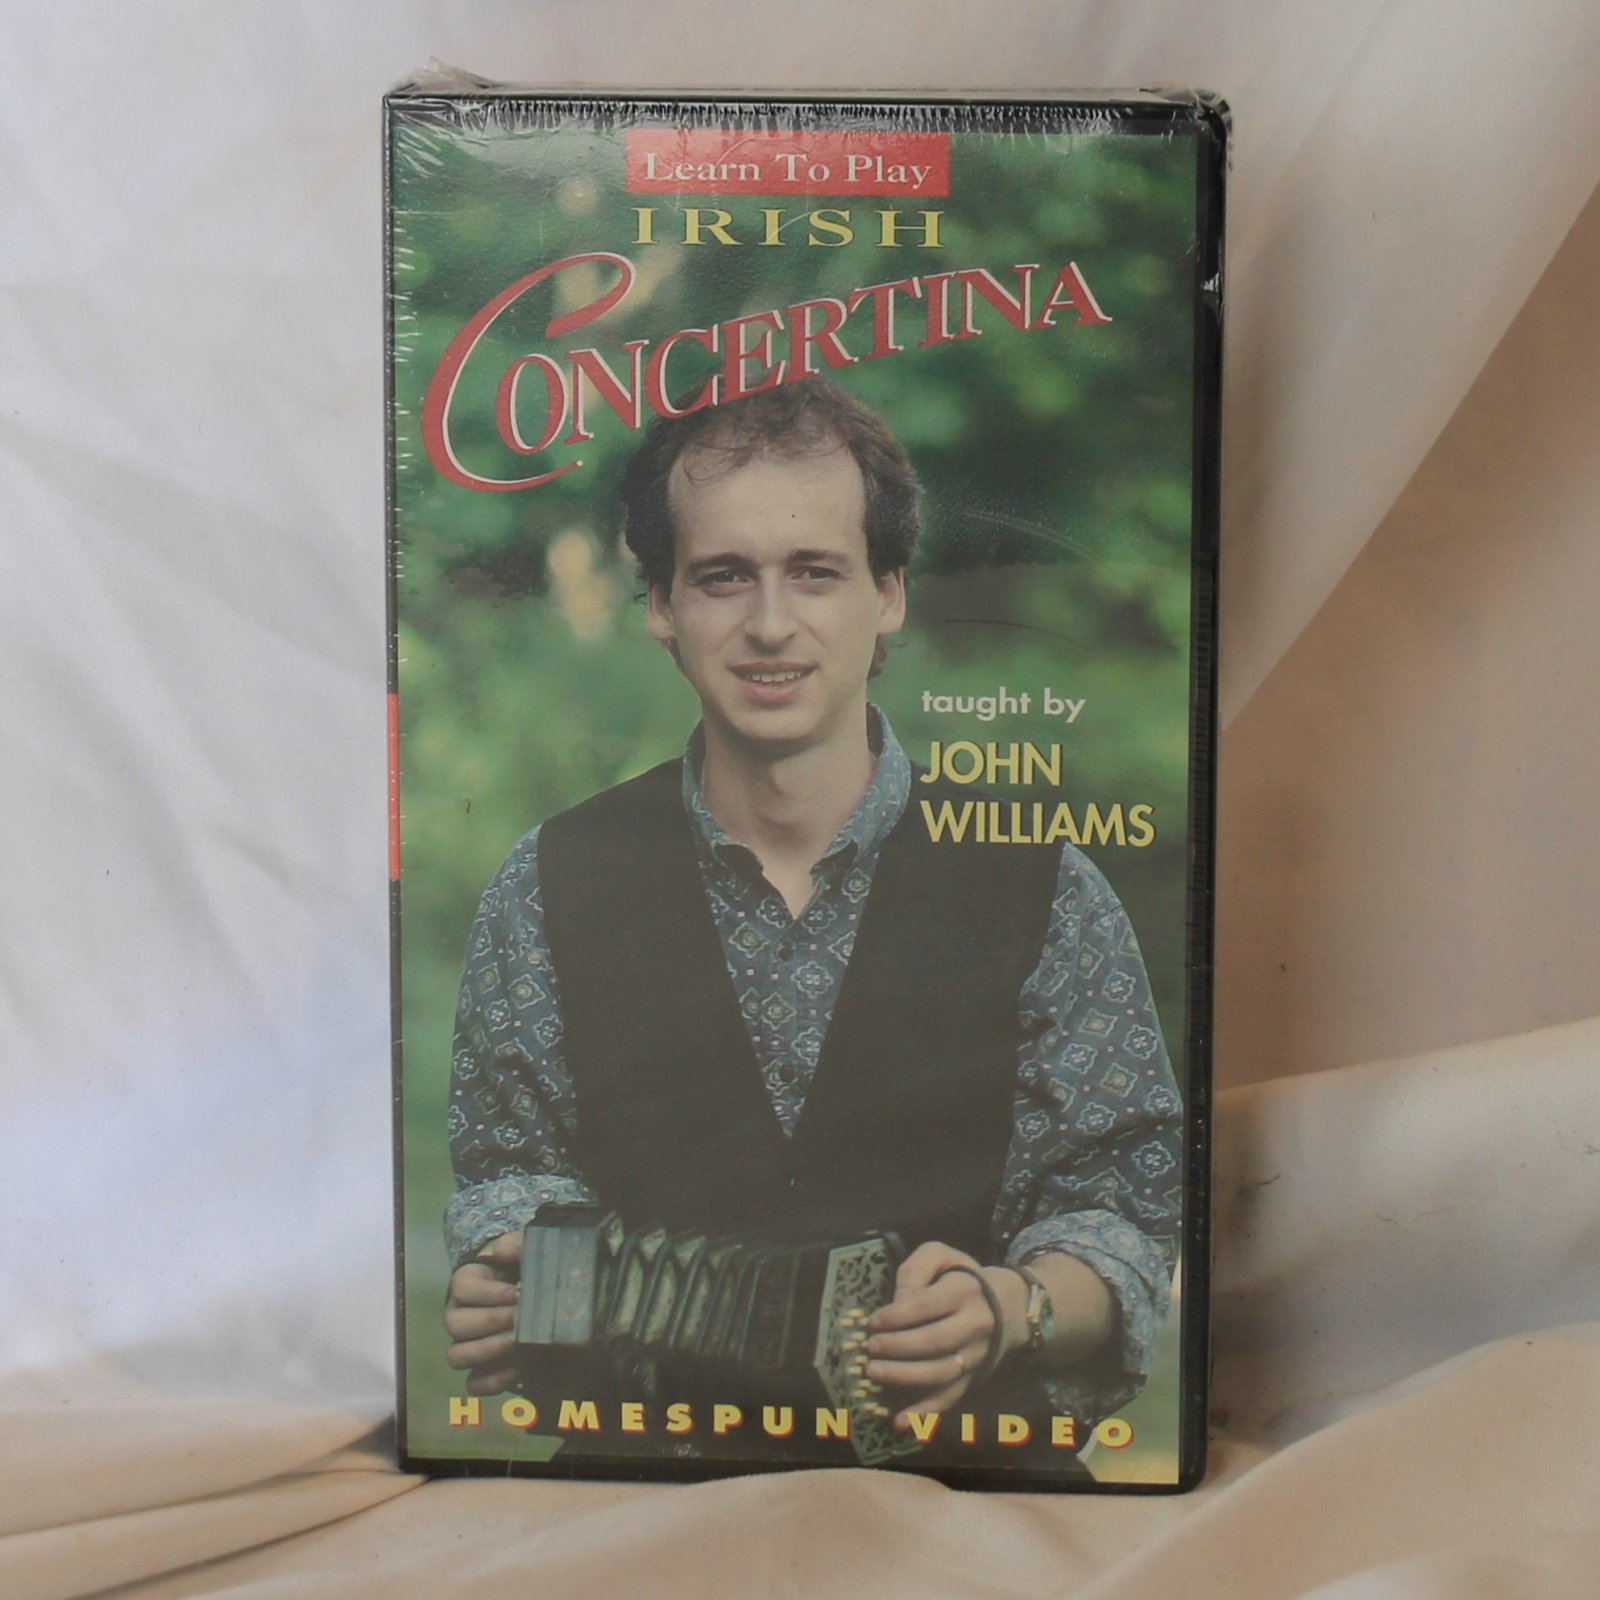 Learn To Play
IRISH
CONCERTINA
taught by
JOHN
WILLIAMS
HOMESPUN VIDEO